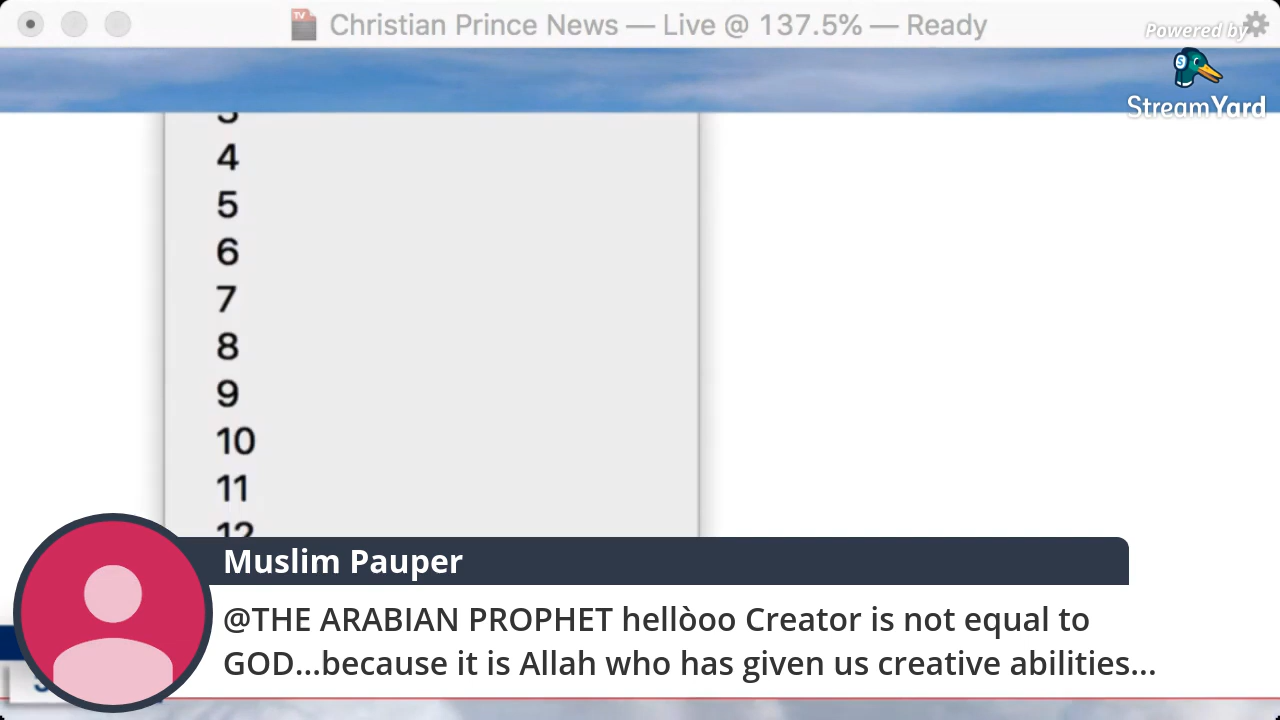 Christian Prince News — Live @ 137.5% — Ready
Powered by
StreamYard
4
5
6
7
8
9
10
11
12
Muslim Pauper
@THE ARABIAN PROPHET hellòoo Creator is not equal to
GOD...because it is Allah who has given us creative abilities...